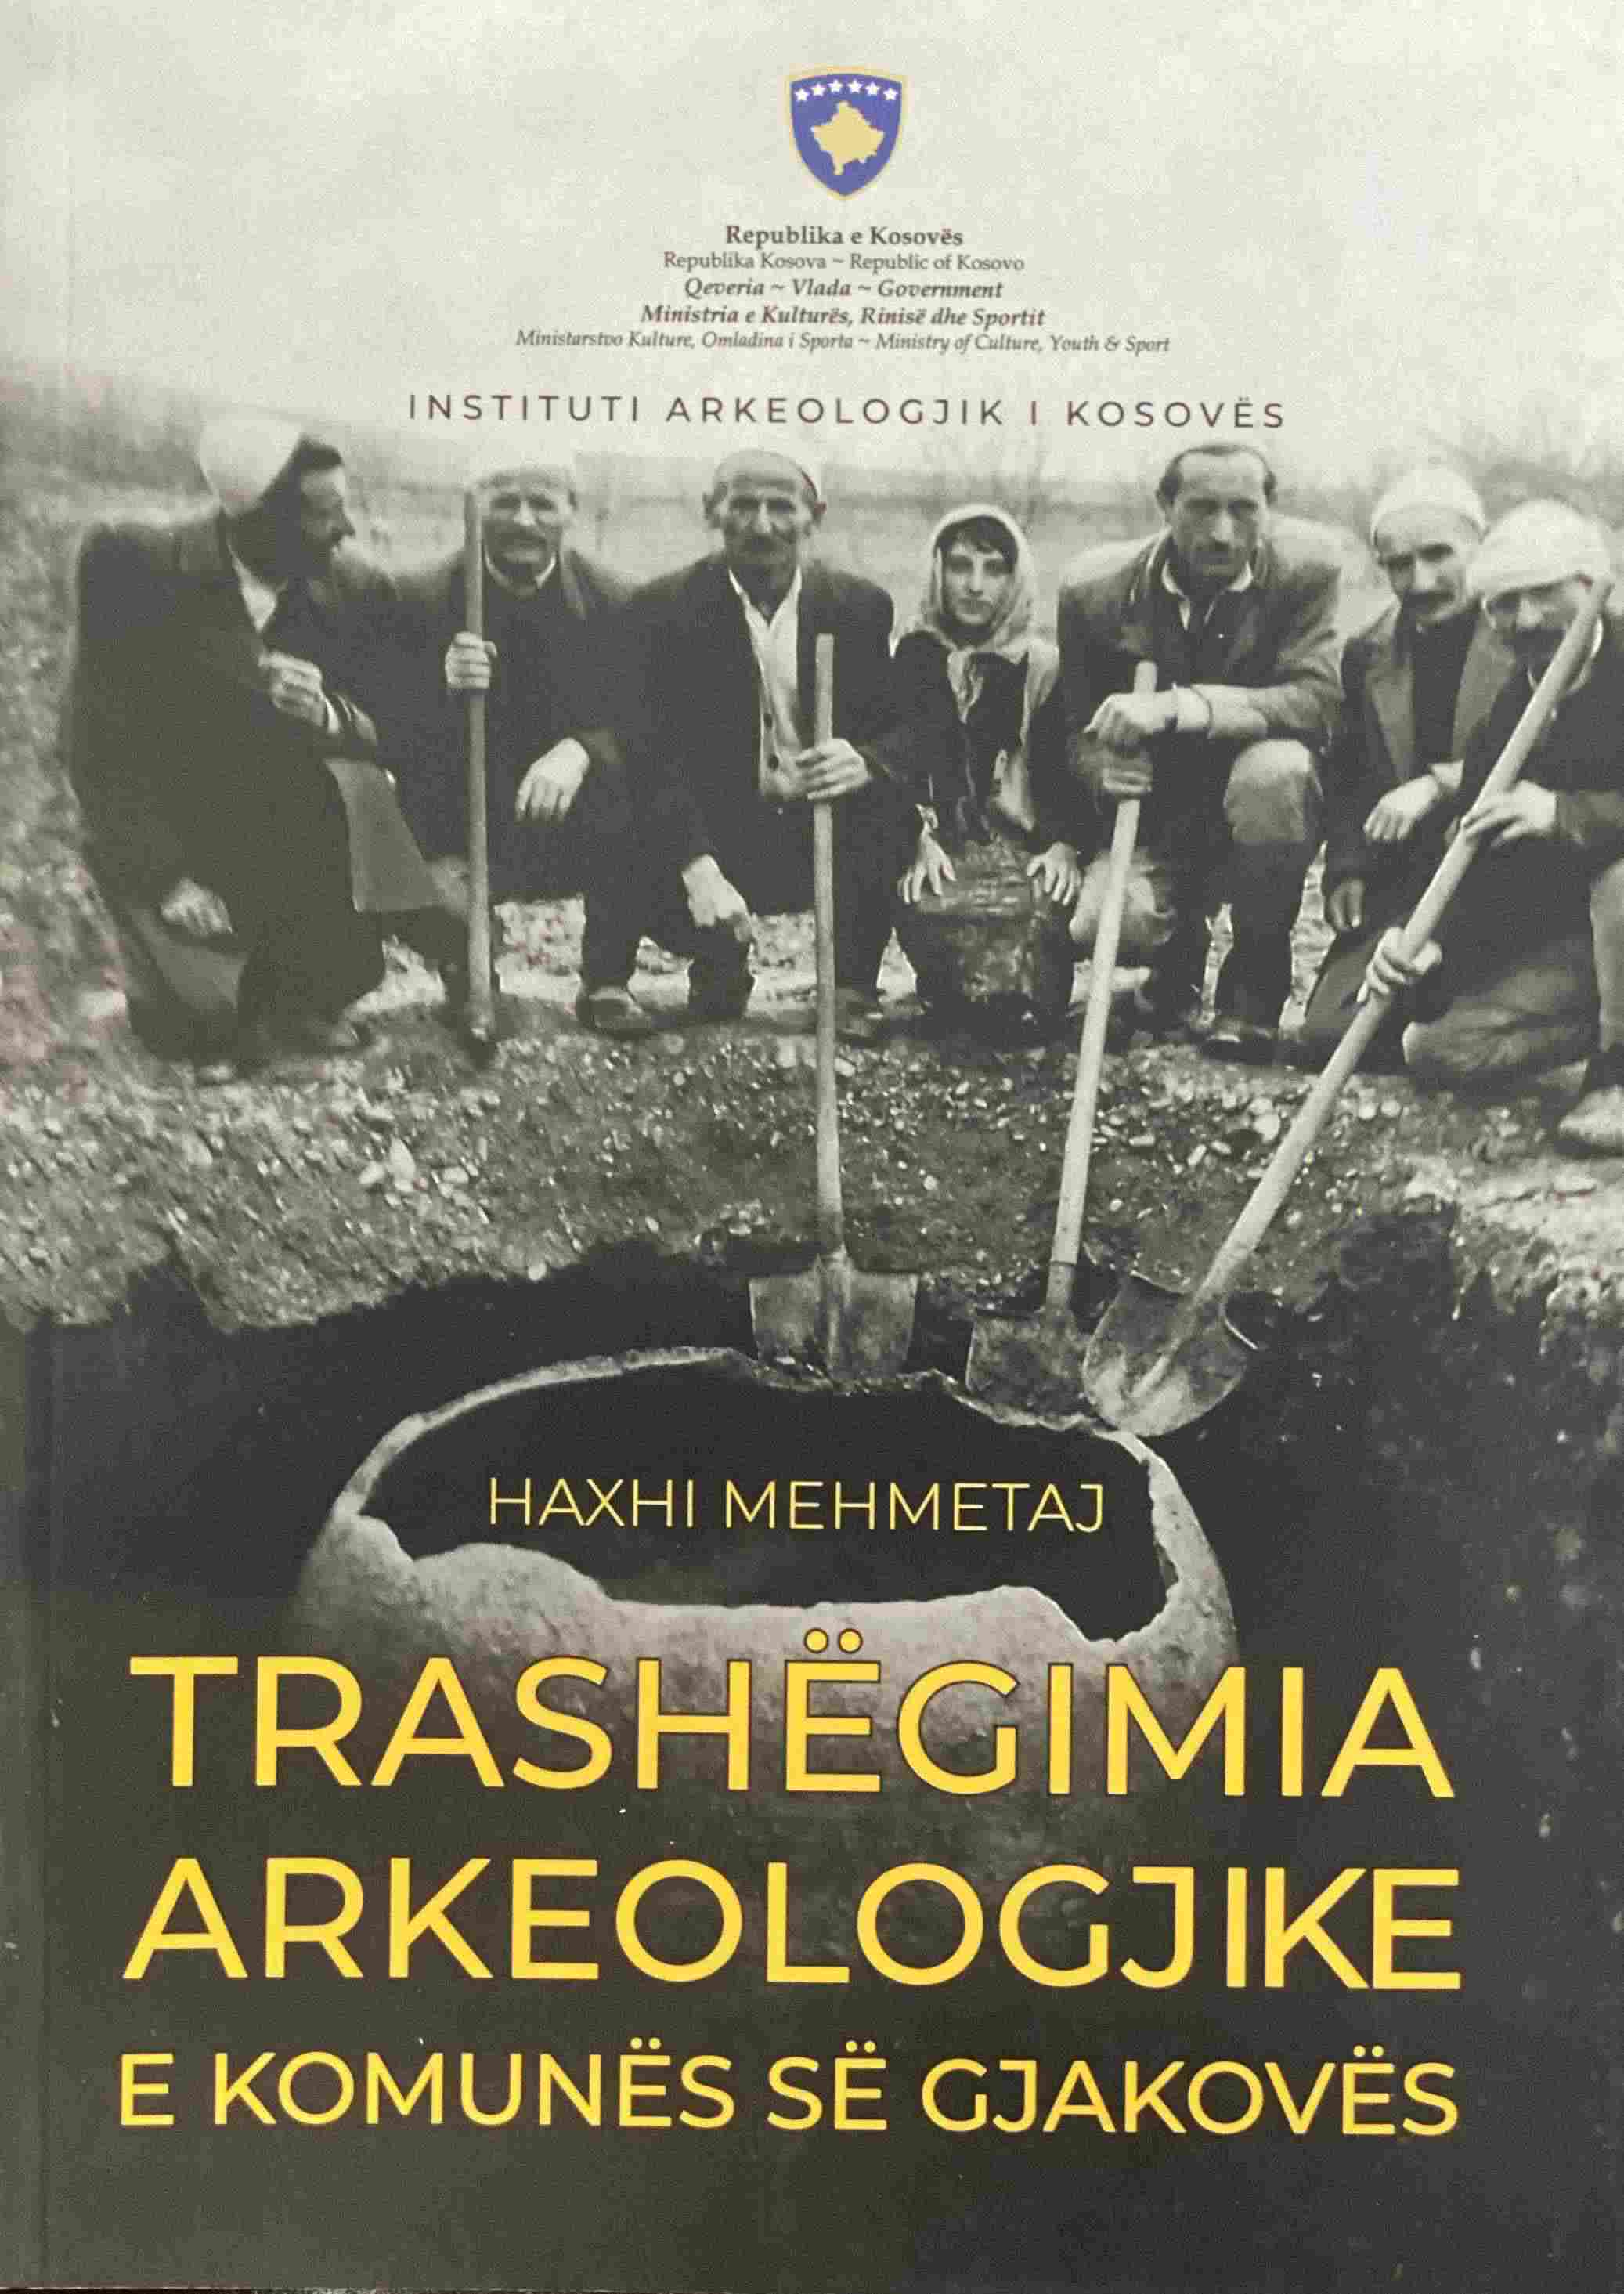 Republika e Kosovës
Republika Kosova ~ Republic of Kosovo
Qeveria ~ Vlada ~ Government
Ministria e Kulturës, Rinisë dhe Sportit
Ministarstvo Kulture, Omladina i Sporta ~ Ministry of Culture, Youth & Sport
INSTITUTI ARKEOLOGJIK I KOSOVËS
HAXHI MEHMETAJ
TRASHËGIMIA
ARKEOLOGJIKE
E KOMUNËS SË GJAKOVËS